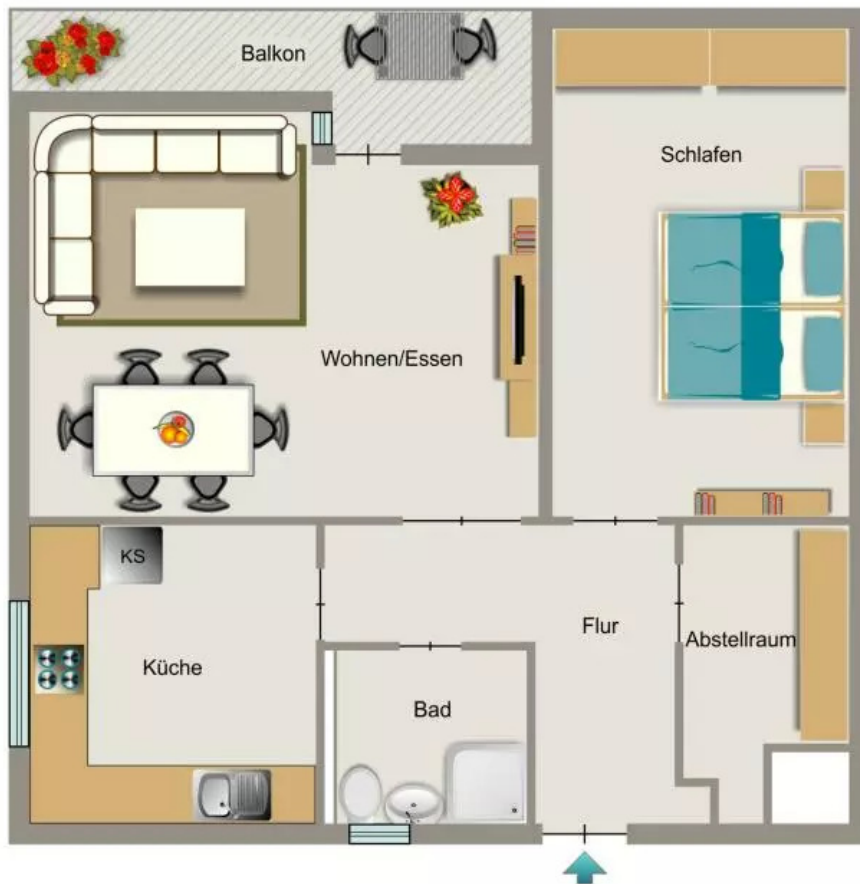 Balkon
Schlafen
Wohnen/Essen
KS
Flur
Abstellraum
Küche
Bad